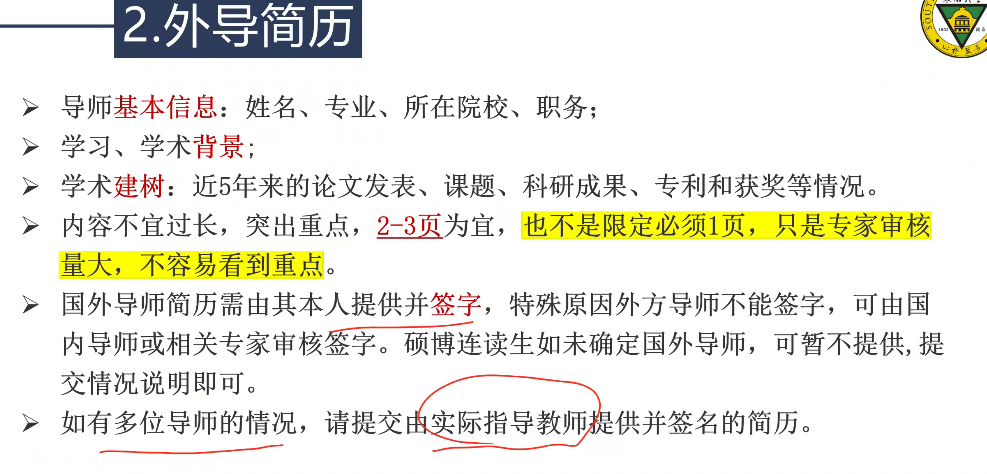 2.外导简历
➢ 导师基本信息：姓名、专业、所在院校、职务；
➢ 学习、学术背景；
➢ 学术建树：近5年来的论文发表、课题、科研成果、专利和获奖等情况。
➢ 内容不宜过长，突出重点，2-3页为宜，也不是限定必须1页，只是专家审核
量大，不容易看到重点。
➢ 国外导师简历需由其本人提供并签字，特殊原因外方导师不能签字，可由国
内导师或相关专家审核签字。硕博连读生如未确定国外导师，可暂不提供,提
交情况说明即可。
➢ 如有多位导师的情况，请提交由实际指导教师提供并签名的简历。